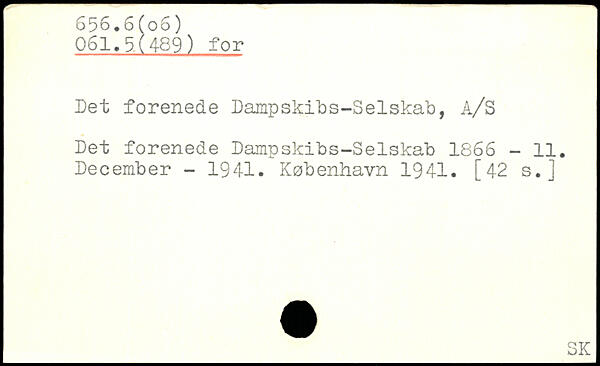 656.6(o6)
061.5(489) for
Det forenede Dampskibs-Selskab, A/S
Det forenede Dampskibs-Selskab 1866 - 11.
December - 1941. København 1941. [42 s.]
SK